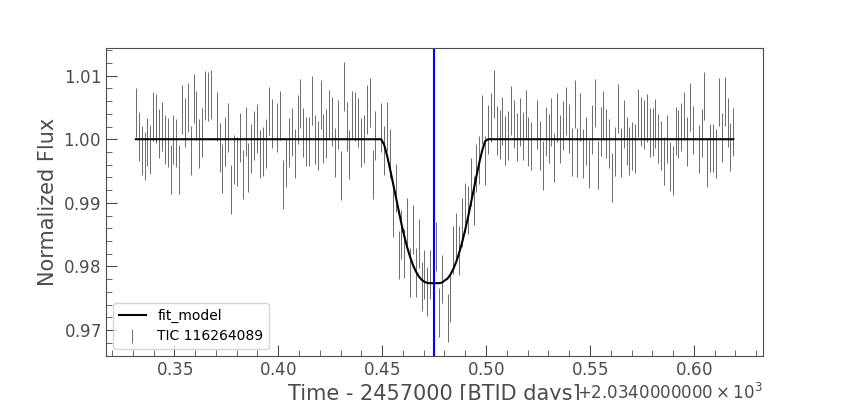 1.01
1.00
0.99
0.98
0.97
Normalized Flux
fit_model
TIC 116264089
0.35 0.40 0.45 0.50 0.55 0.60
Time - 2457000 [BTJD days]
+2.0340000000 × 10³